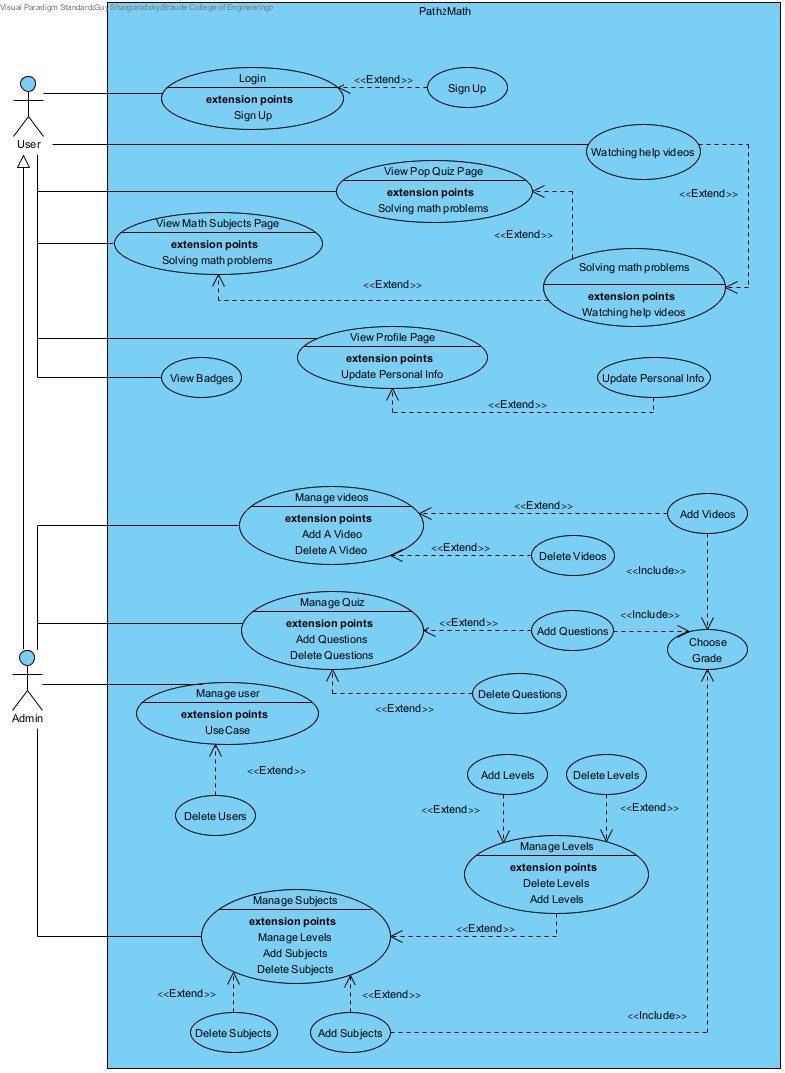 Visual Paradigm Standard(Guy Shargorodsky(Braude College of Engineering))
Path2Math
Login
extension points
Sign Up
<<Extend>>
Sign Up
User
Watching help videos
<<Extend>>
View Pop Quiz Page
extension points
Solving math problems
<<Extend>>
View Math Subjects Page
extension points
Solving math problems
<<Extend>>
Solving math problems
extension points
Watching help videos
View Profile Page
extension points
Update Personal Info
View Badges
Update Personal Info
<<Extend>>
Manage videos
extension points
Add A Video
Delete A Video
<<Extend>>
Add Videos
<<Extend>>
Delete Videos
<<Include>>
Manage Quiz
extension points
Add Questions
Delete Questions
<<Extend>>
Add Questions
<<Include>>
Choose
Grade
Admin
Manage user
extension points
UseCase
Delete Questions
<<Extend>>
<<Extend>>
Delete Users
Add Levels
Delete Levels
<<Extend>>
<<Extend>>
Manage Levels
extension points
Delete Levels
Add Levels
Manage Subjects
extension points
Manage Levels
Add Subjects
Delete Subjects
<<Extend>>
<<Extend>>
<<Extend>>
<<Include>>
Delete Subjects
Add Subjects